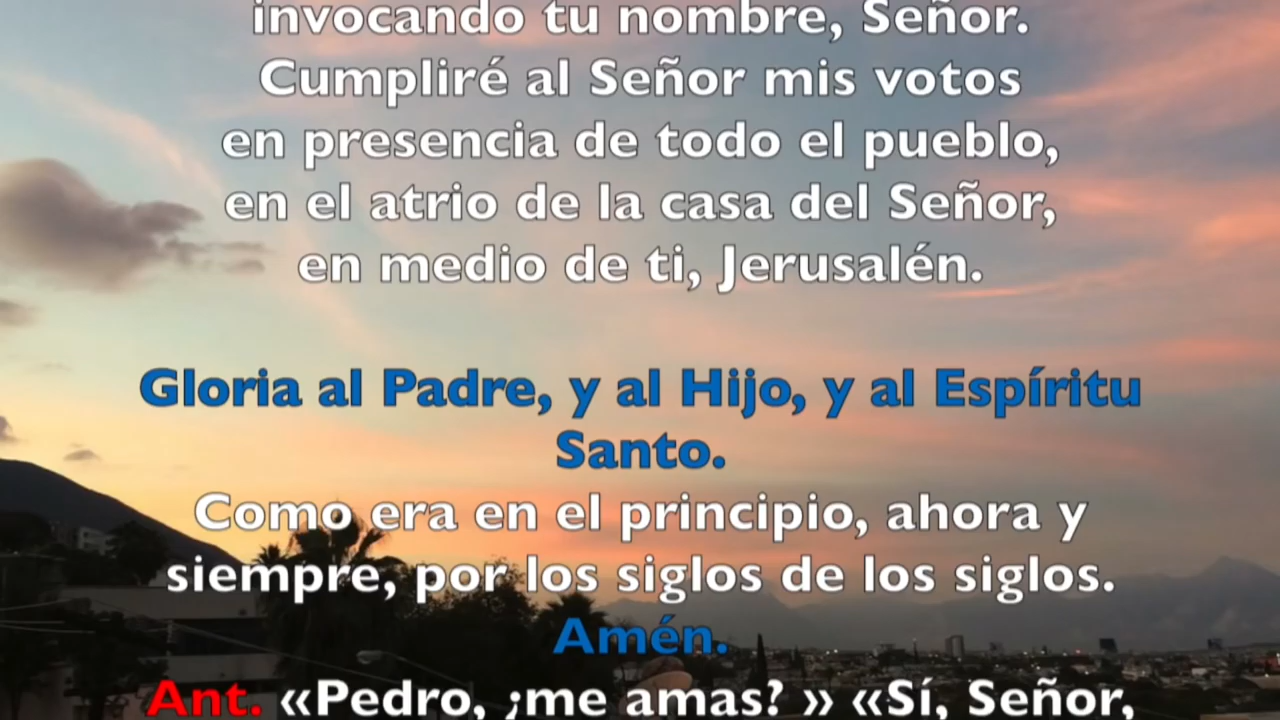 invocando tu nombre, Señor.
Cumpliré al Señor mis votos
en presencia de todo el pueblo,
en el atrio de la casa del Señor,
en medio de ti, Jerusalén.
Gloria al Padre, y al Hijo, y al Espíritu
Santo.
Como era en el principio, ahora y
siempre, por los siglos de los siglos.
Amén.
Ant. «Pedro, ¿me amas? » «Sí, Señor,